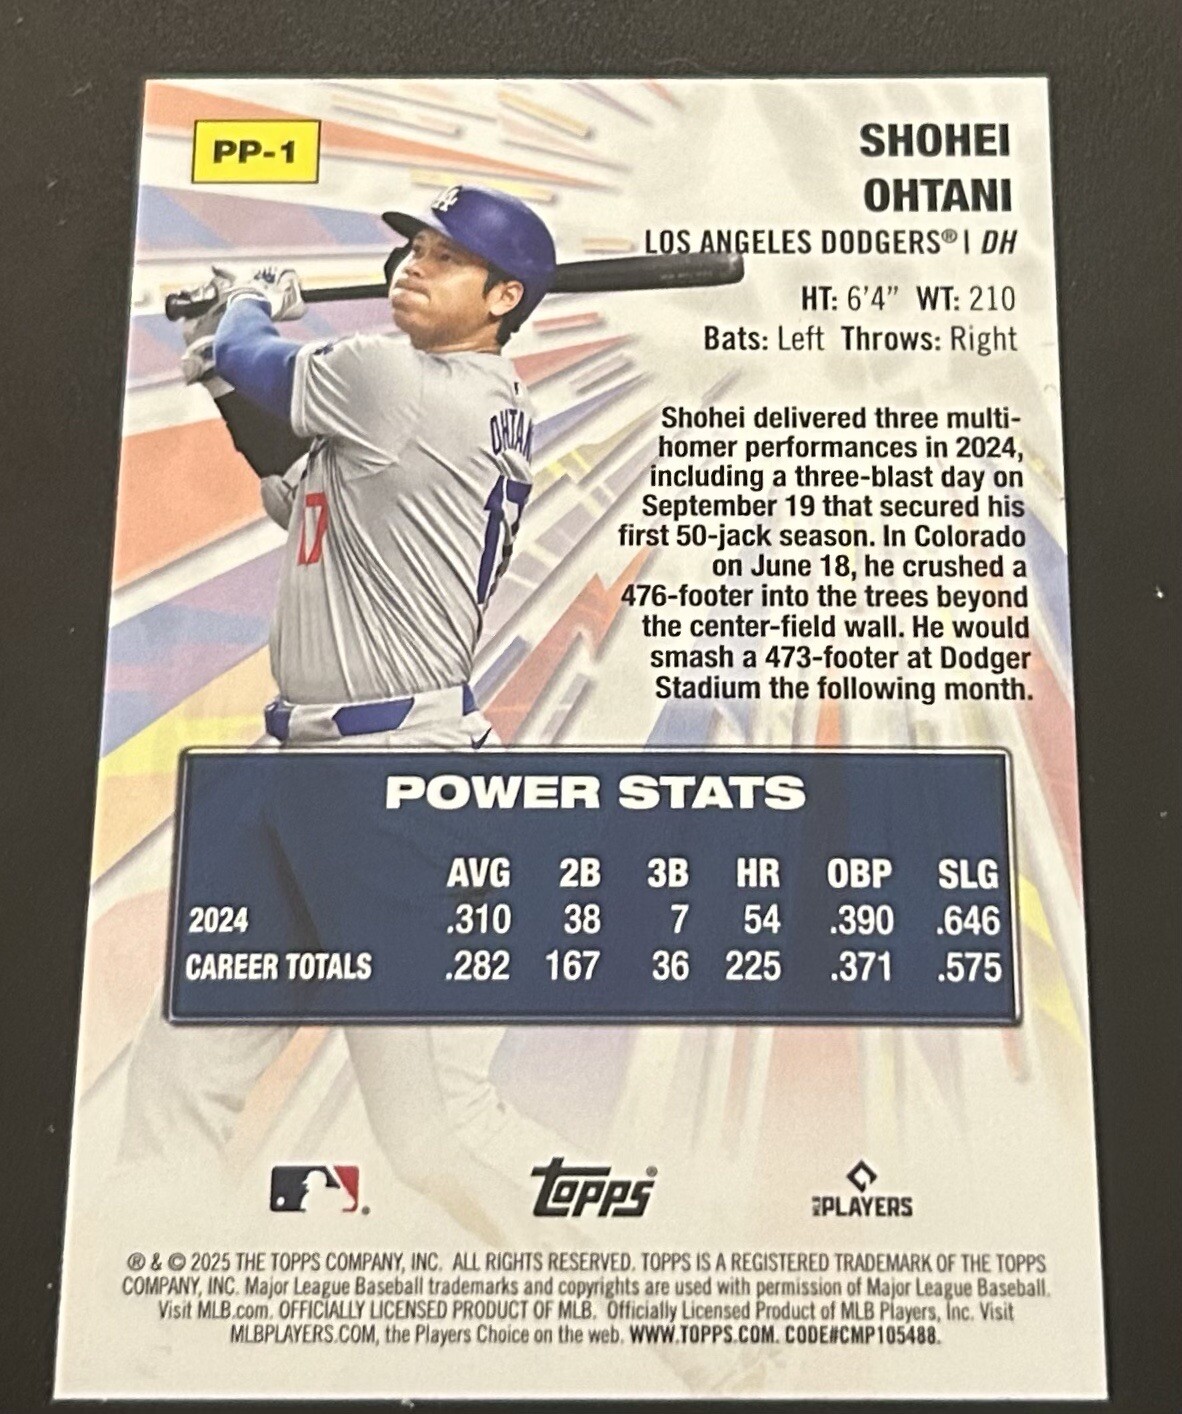 PP-1
SHOHEI
OHTANI
LOS ANGELES DODGERS® | DH
HT: 6'4” WT: 210
Bats: Left Throws: Right
LA
OHTAN
17
17
Shohei delivered three multi-
homer performances in 2024,
including a three-blast day on
September 19 that secured his
first 50-jack season. In Colorado
on June 18, he crushed a
476-footer into the trees beyond
the center-field wall. He would
smash a 473-footer at Dodger
Stadium the following month.
POWER STATS
AVG 2B 3B HR OBP SLG
2024 .310 38 7 54 .390 .646
CAREER TOTALS .282 167 36 225 .371 .575
topps®
MLB PLAYERS
® & © 2025 THE TOPPS COMPANY, INC. ALL RIGHTS RESERVED. TOPPS IS A REGISTERED TRADEMARK OF THE TOPPS
COMPANY, INC. Major League Baseball trademarks and copyrights are used with permission of Major League Baseball.
Visit MLB.com. OFFICIALLY LICENSED PRODUCT OF MLB. Officially Licensed Product of MLB Players, Inc. Visit
MLBPLAYERS.COM, the Players Choice on the web. WWW.TOPPS.COM. CODE#CMP105488.